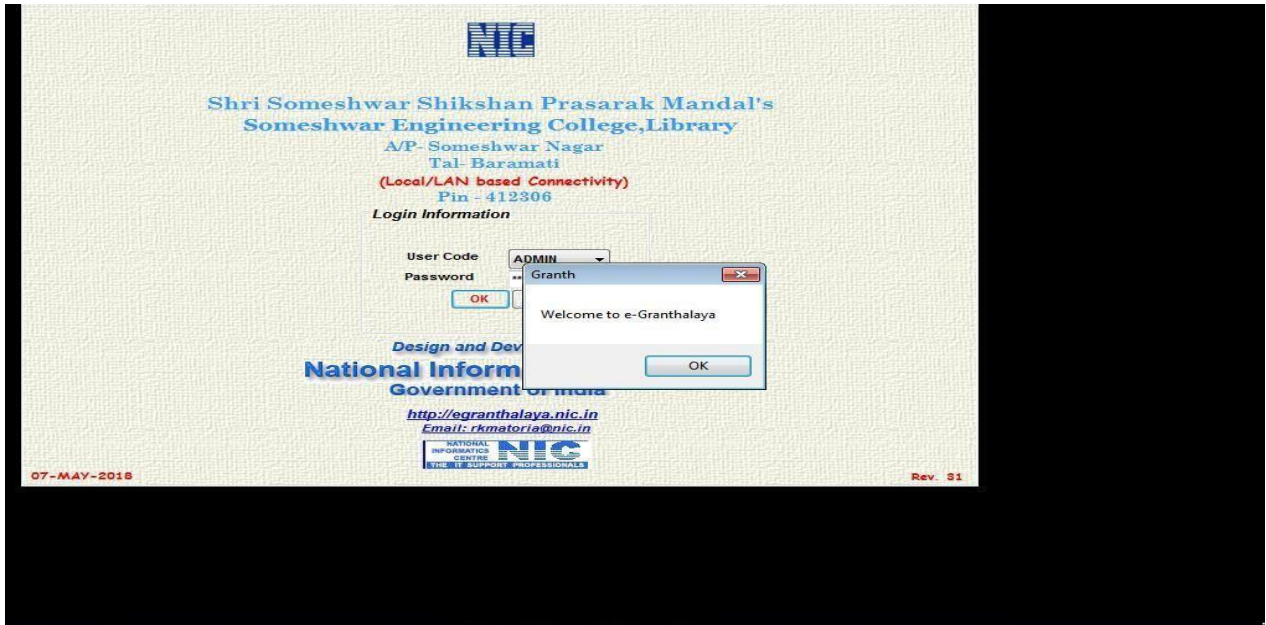 NIC
Shri Someshwar Shikshan Prasarak Mandal's
Someshwar Engineering College,Library
A/P- Someshwar Nagar
Tal- Baramati
(Local/LAN based Connectivity)
Pin - 412306
Login Information
User Code ADMIN
Password **
OK
Granth
Welcome to e-Granthalaya
OK
Design and Dev
National Inform
Government of India
http://egranthalaya.nic.in
Email: rkmatoria@nic.in
NATIONAL
INFORMATICS
CENTRE
NIC
THE IT SUPPORT PROFESSIONALS
07-MAY-2018
Rev. S1